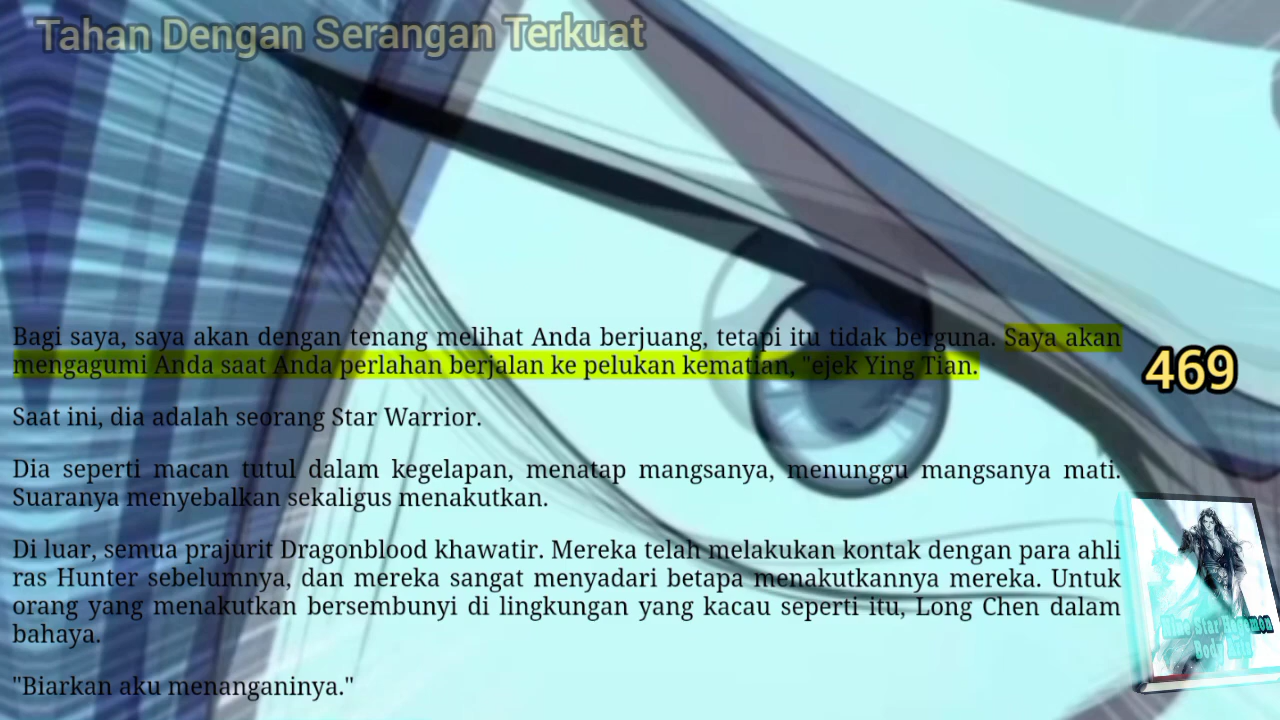 Tahan Dengan Serangan Terkuat
Bagi saya, saya akan dengan tenang melihat Anda berjuang, tetapi itu tidak berguna. Saya akan
mengagumi Anda saat Anda perlahan berjalan ke pelukan kematian, "ejek Ying Tian.
469
Saat ini, dia adalah seorang Star Warrior.
Dia seperti macan tutul dalam kegelapan, menatap mangsanya, menunggu mangsanya mati.
Suaranya menyebalkan sekaligus menakutkan.
Di luar, semua prajurit Dragonblood khawatir. Mereka telah melakukan kontak dengan para ahli
ras Hunter sebelumnya, dan mereka sangat menyadari betapa menakutkannya mereka. Untuk
orang yang menakutkan bersembunyi di lingkungan yang kacau seperti itu, Long Chen dalam
bahaya.
Nine Star Hegemon
Body Arts
"Biarkan aku menanganinya."